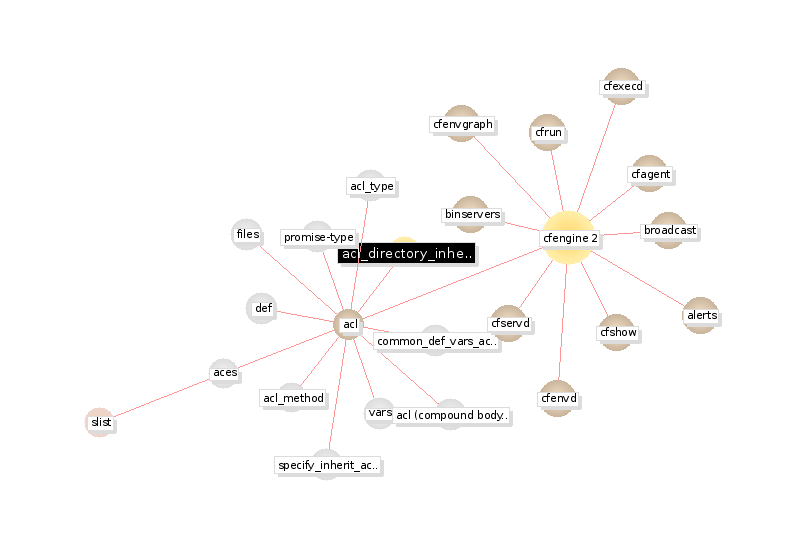 cfexecd
cfenvgraph
cfrun
cfagent
acl_type
binservers
broadcast
files
promise-type
cfengine 2
acl_directory_inhe..
def
alerts
acl
cfservd
cfshow
common_def_vars_ac..
aces
acl_method
cfenvd
vars
acl (compound body..
slist
specify_inherit_ac..